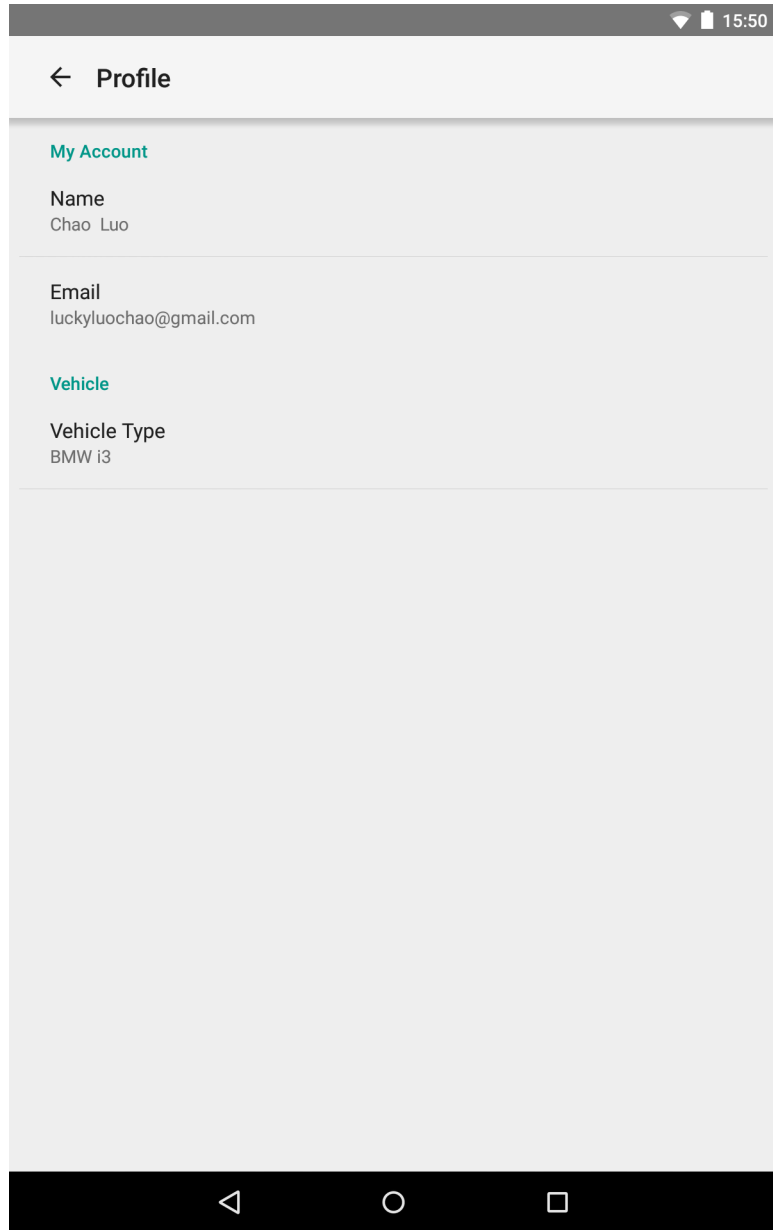 15:50
Profile
My Account
Name
Chao  Luo
Email
luckyluochao@gmail.com
Vehicle
Vehicle Type
BMW i3